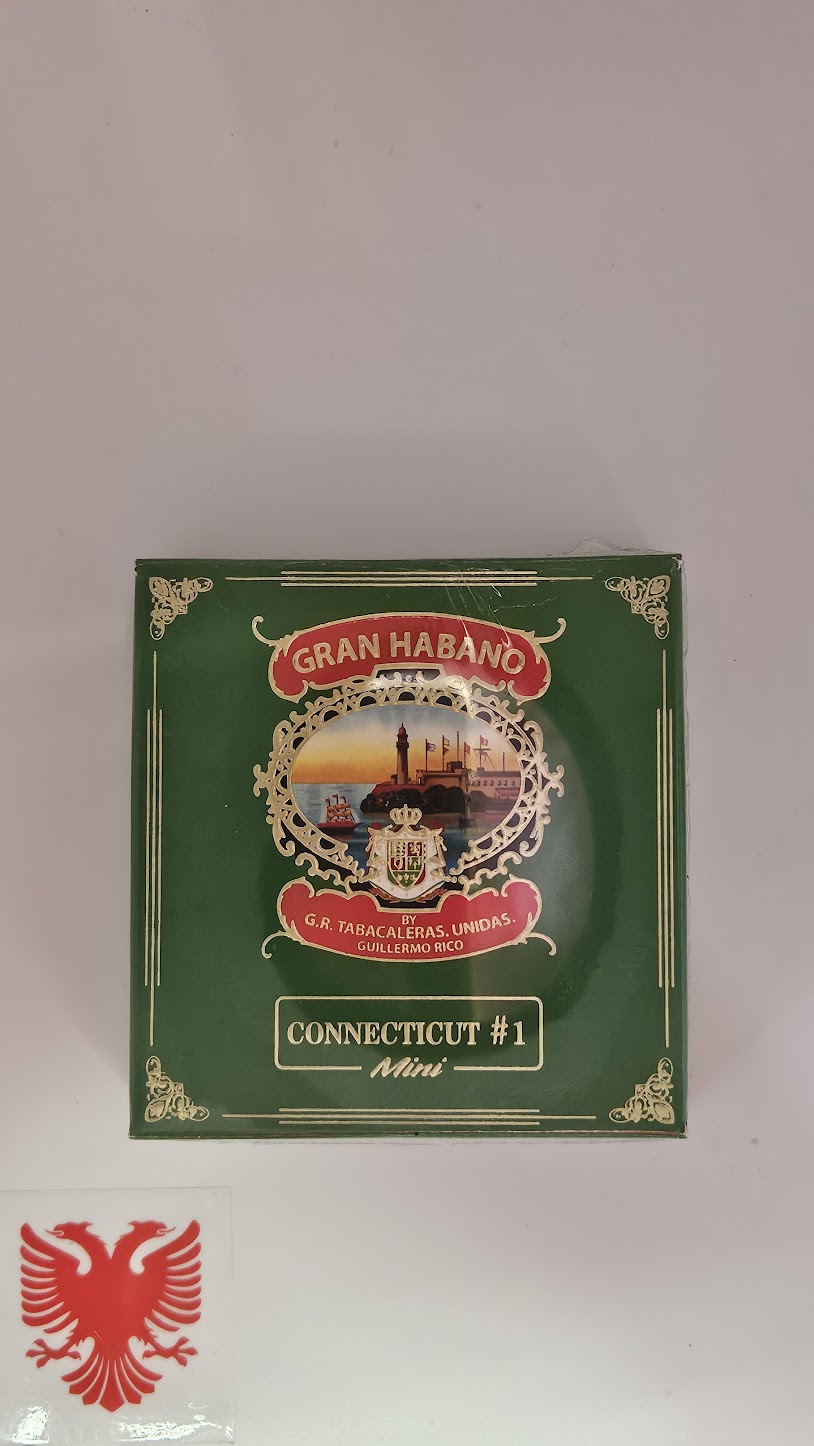 GRAN HABANO
BY
G.R. TABACALERAS. UNIDAS.
GUILLERMO RICO
CONNECTICUT #1
Mini